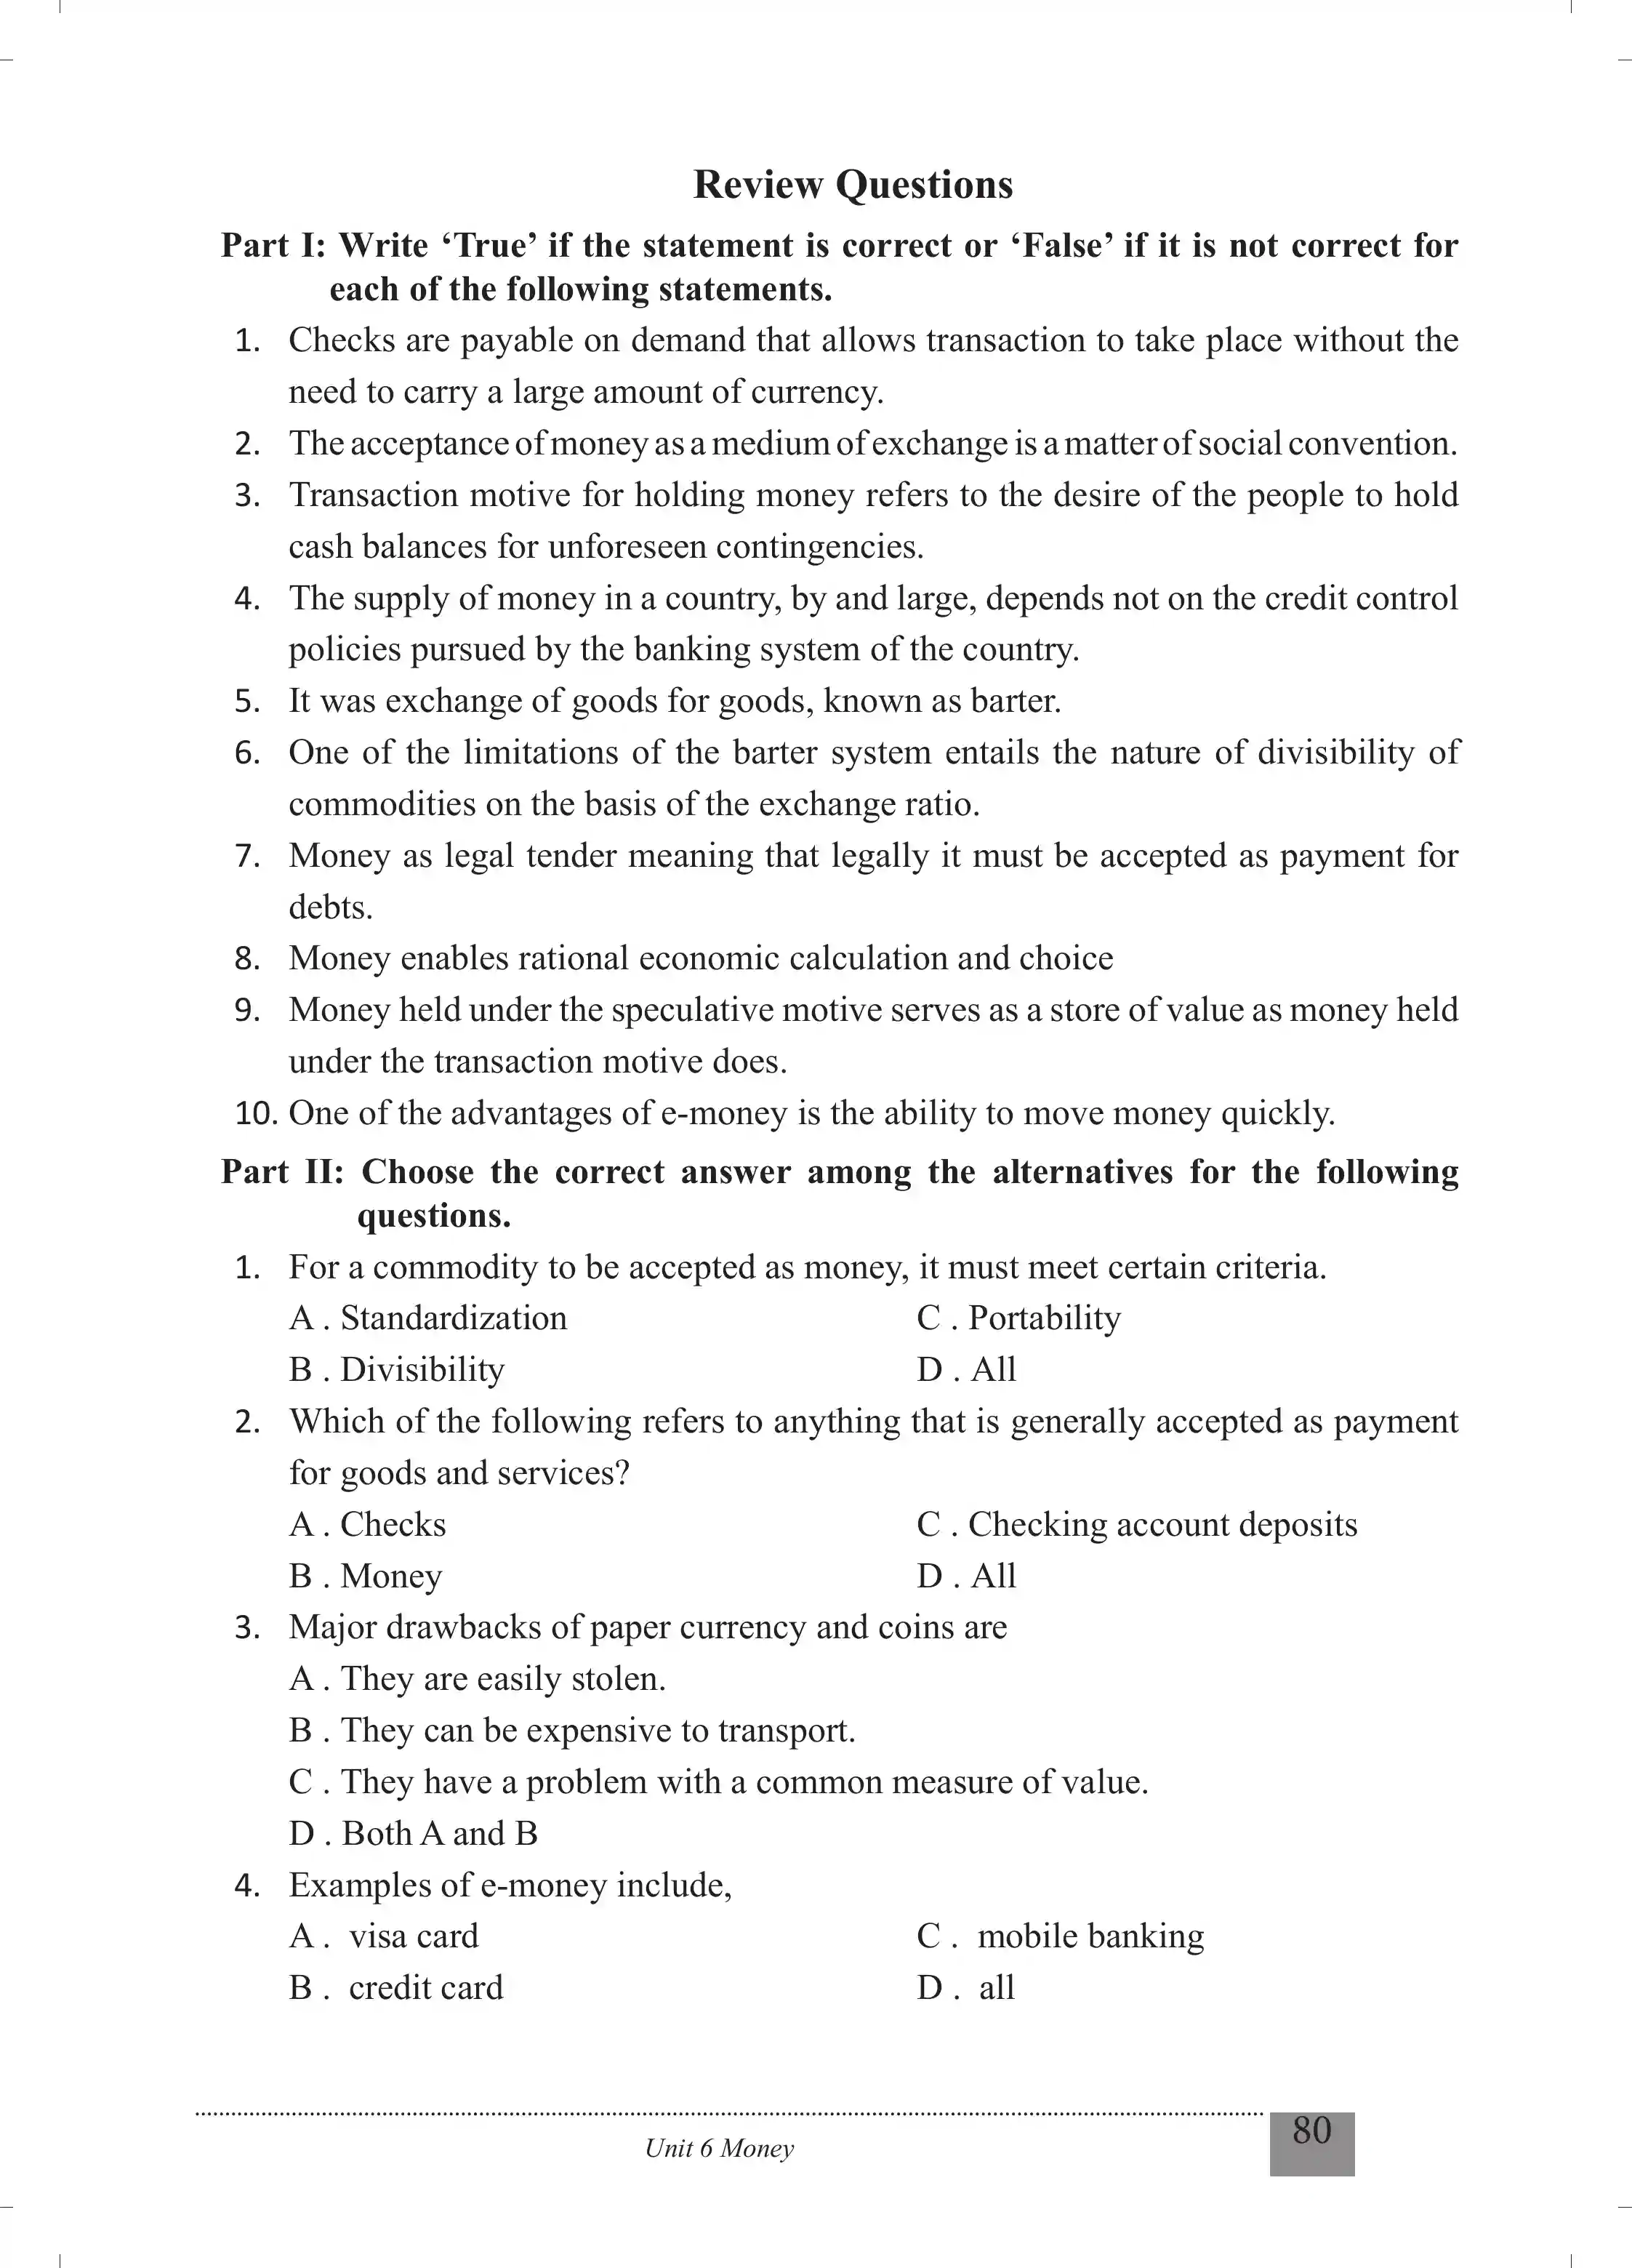 Review Questions
Part I: Write ‘True’ if the statement is correct or ‘False’ if it is not correct for
each of the following statements.
1. Checks are payable on demand that allows transaction to take place without the
need to carry a large amount of currency.
2. The acceptance of money as a medium of exchange is a matter of social convention.
3. Transaction motive for holding money refers to the desire of the people to hold
cash balances for unforeseen contingencies.
4. The supply of money in a country, by and large, depends not on the credit control
policies pursued by the banking system of the country.
5. It was exchange of goods for goods, known as barter.
6. One of the limitations of the barter system entails the nature of divisibility of
commodities on the basis of the exchange ratio.
7. Money as legal tender meaning that legally it must be accepted as payment for
debts.
8. Money enables rational economic calculation and choice
9. Money held under the speculative motive serves as a store of value as money held
under the transaction motive does.
10. One of the advantages of e-money is the ability to move money quickly.
Part II: Choose the correct answer among the alternatives for the following
questions.
1. For a commodity to be accepted as money, it must meet certain criteria.
A . Standardization C . Portability
B . Divisibility D . All
2. Which of the following refers to anything that is generally accepted as payment
for goods and services?
A . Checks C . Checking account deposits
B . Money D . All
3. Major drawbacks of paper currency and coins are
A . They are easily stolen.
B . They can be expensive to transport.
C . They have a problem with a common measure of value.
D . Both A and B
4. Examples of e-money include,
A . visa card C . mobile banking
B . credit card D . all
Unit 6 Money 80